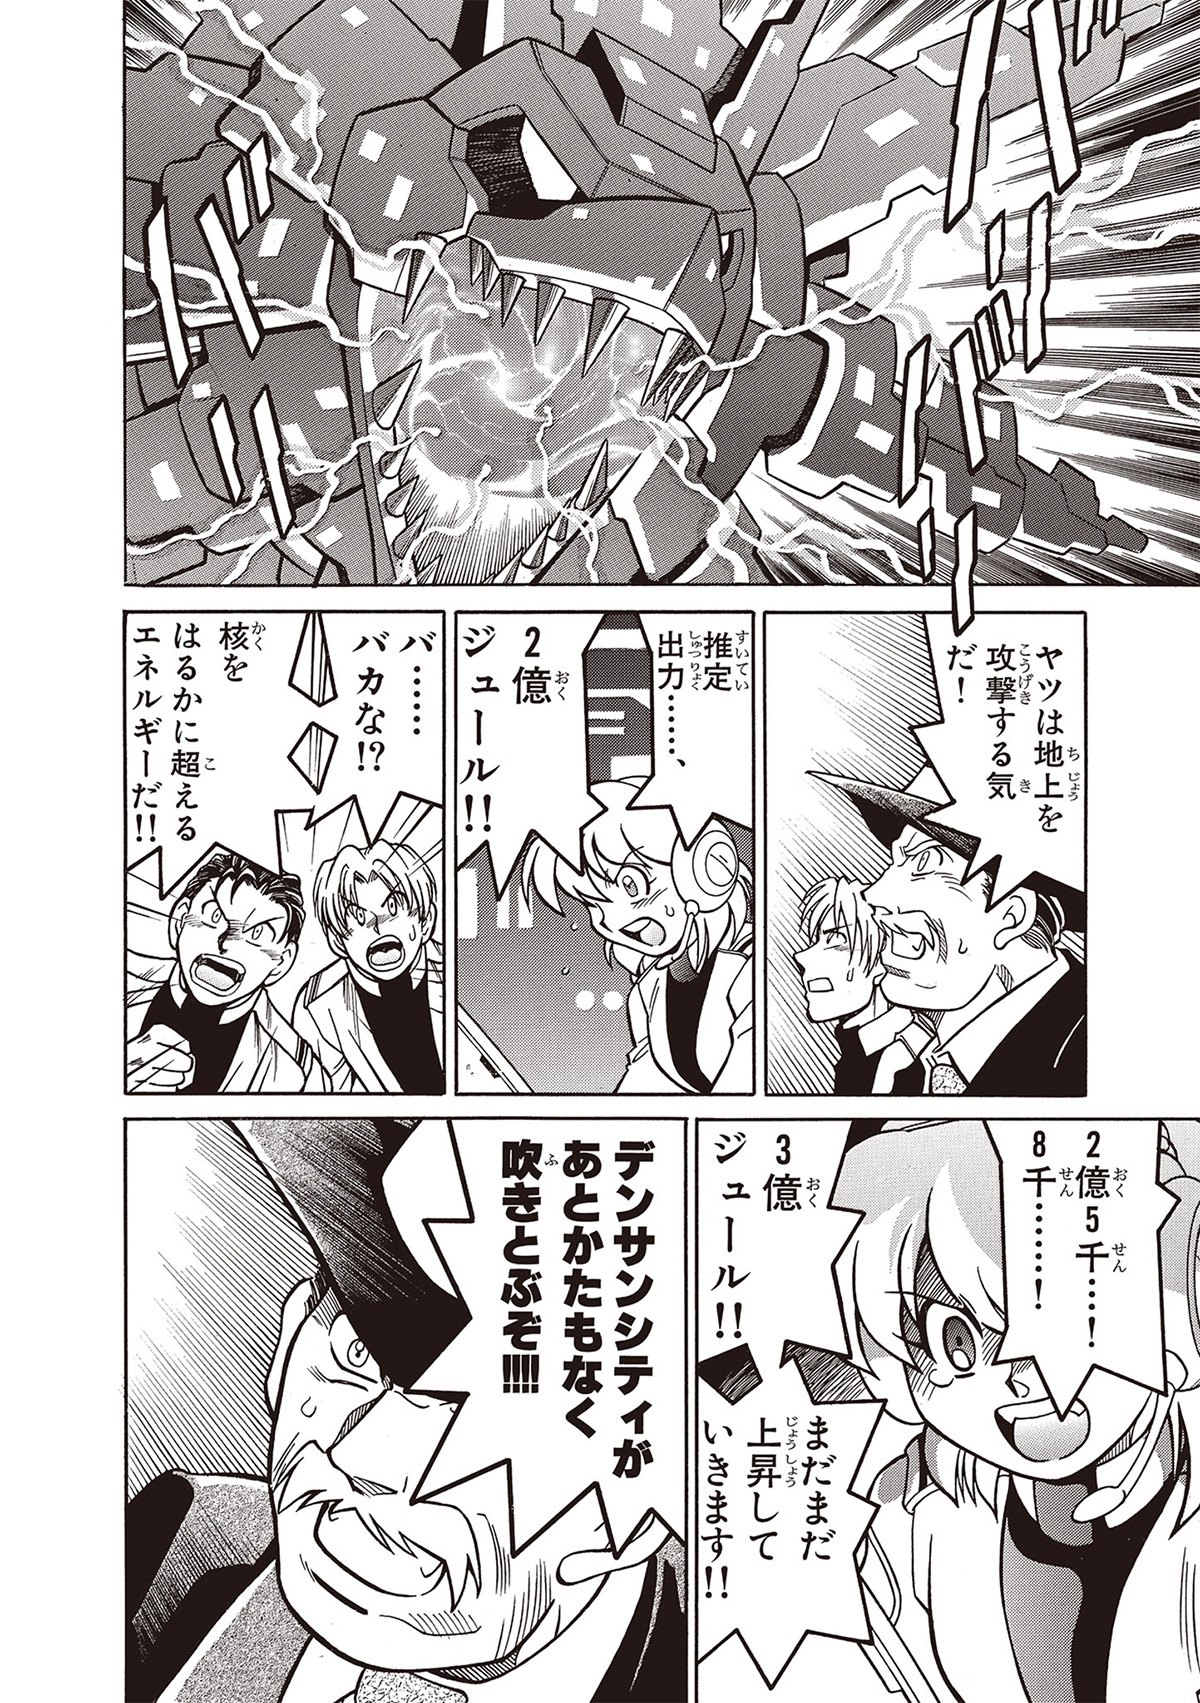 バババババ
ババババ
ヤツは地上を
攻撃する気
だ!
推定
出力……、
2億
ジュール!!
バ……
バカな!?
核を
はるかに超える
エネルギーだ!!
2億5千…!
8千……!
3億
ジュール!!
まだまだ
上昇して
いきます!!
デンサンシティが
あとかたもなく
吹きとぶぞ!!!!